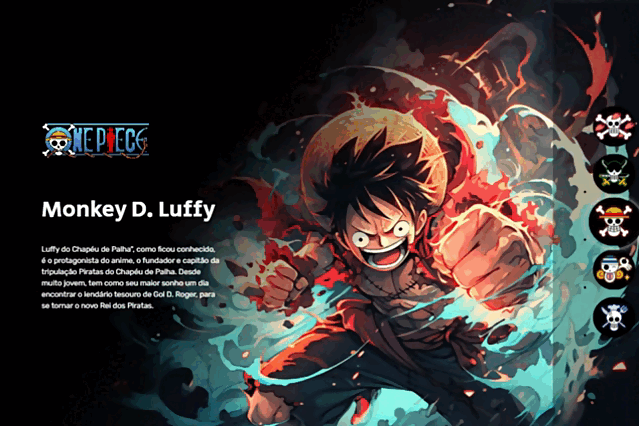 ONE PIECE
Monkey D. Luffy
Luffy do Chapéu de Palha", como ficou conhecido,
é o protagonista do anime, o fundador e capitão da
tripulação Piratas do Chapéu de Palha. Desde
muito jovem, tem como seu maior sonho um dia
encontrar o lendário tesouro de Gol D. Roger, para
se tornar o novo Rei dos Piratas.